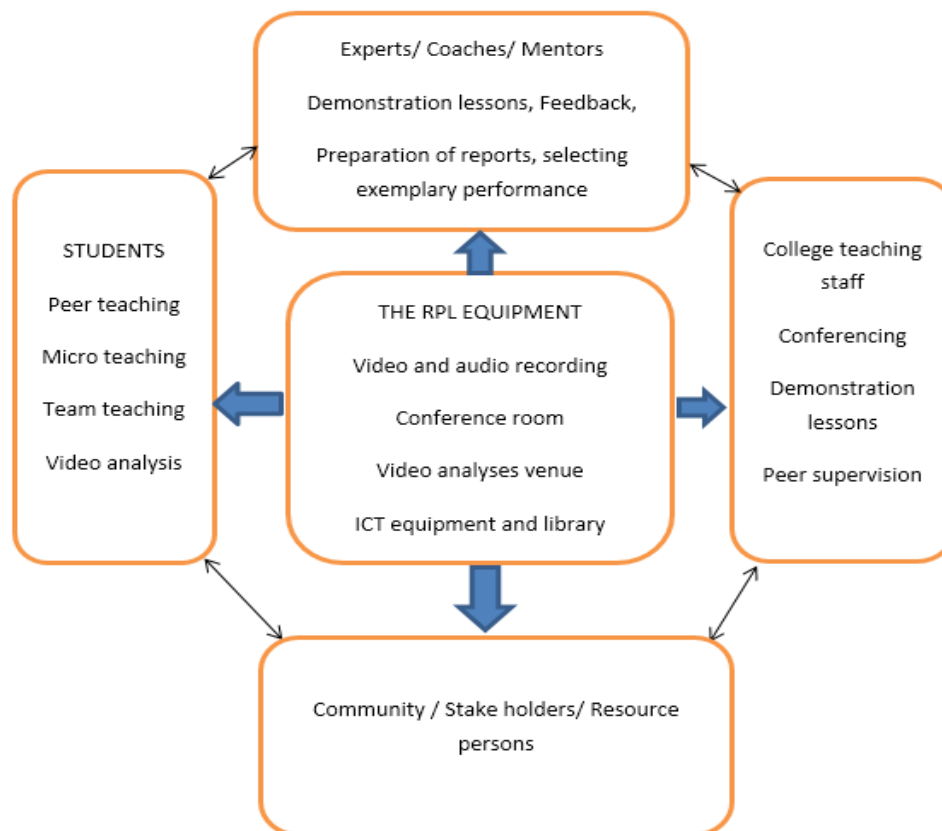 Experts/ Coaches/ Mentors
Demonstration lessons, Feedback,
Preparation of reports, selecting
exemplary performance
STUDENTS
Peer teaching
Micro teaching
Team teaching
Video analysis
THE RPL EQUIPMENT
Video and audio recording
Conference room
Video analyses venue
ICT equipment and library
College teaching
staff
Conferencing
Demonstration
lessons
Peer supervision
Community / Stake holders/ Resource
persons